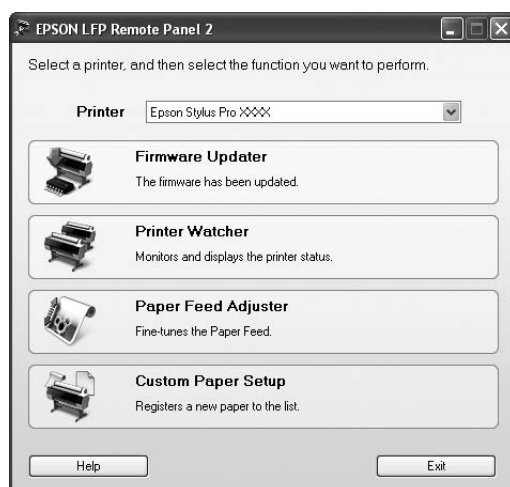 EPSON LFP Remote Panel 2
Select a printer, and then select the function you want to perform.
Printer Epson Stylus Pro XXXX
Firmware Updater
The firmware has been updated.
Printer Watcher
Monitors and displays the printer status.
Paper Feed Adjuster
Fine-tunes the Paper Feed.
Custom Paper Setup
Registers a new paper to the list.
Help Exit